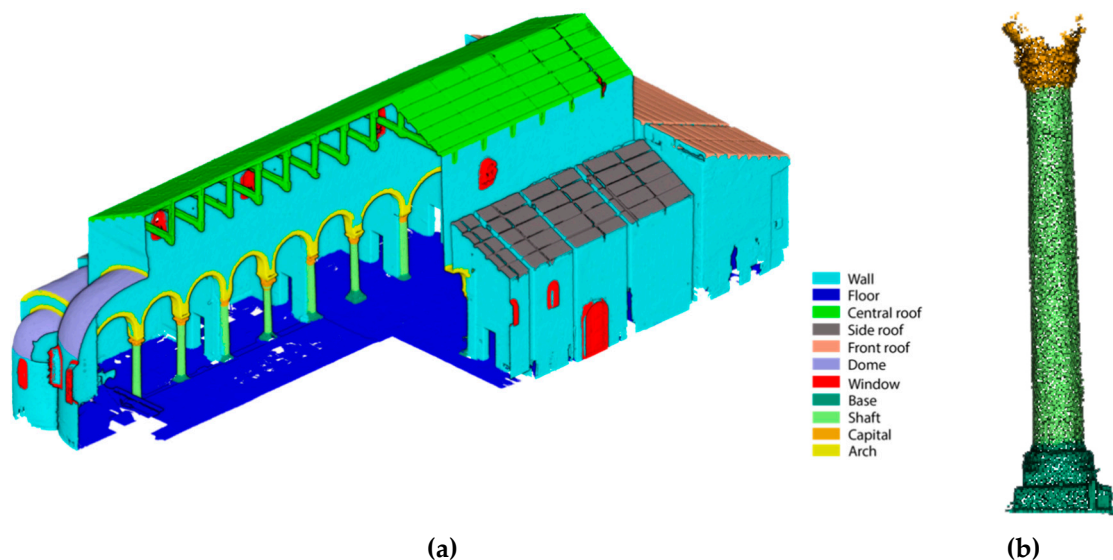 Wall
Floor
Central roof
Side roof
Front roof
Dome
Window
Base
Shaft
Capital
Arch
(a)
(b)